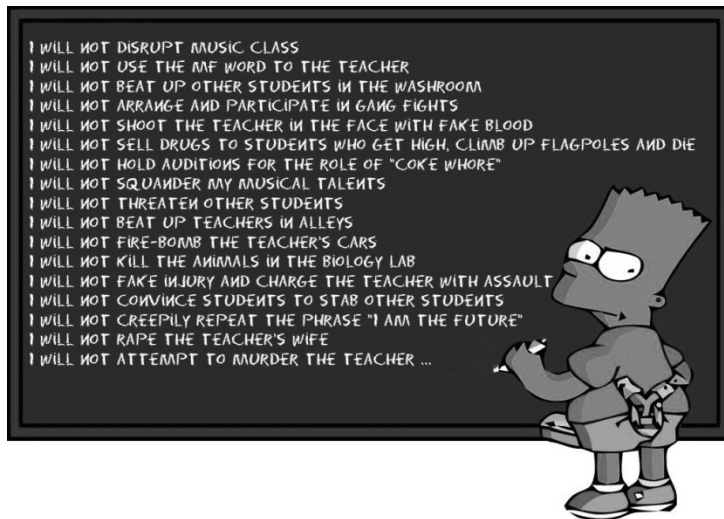 I WILL NOT DISRUPT MUSIC CLASS
I WILL NOT USE THE MF WORD TO THE TEACHER
I WILL NOT BEAT UP OTHER STUDENTS IN THE WASHROOM
I WILL NOT ARRANGE AND PARTICIPATE IN GANG FIGHTS
I WILL NOT SHOOT THE TEACHER IN THE FACE WITH FAKE BLOOD
I WILL NOT SELL DRUGS TO STUDENTS WHO GET HIGH, CLIMB UP FLAGPOLES AND DIE
I WILL NOT HOLD AUDITIONS FOR THE ROLE OF "COKE WHORE"
I WILL NOT SQUANDER MY MUSICAL TALENTS
I WILL NOT THREATEN OTHER STUDENTS
I WILL NOT BEAT UP TEACHERS IN ALLEYS
I WILL NOT FIRE-BOMB THE TEACHER'S CARS
I WILL NOT KILL THE ANIMALS IN THE BIOLOGY LAB
I WILL NOT FAKE INJURY AND CHARGE THE TEACHER WITH ASSAULT
I WILL NOT CONVINCE STUDENTS TO STAB OTHER STUDENTS
I WILL NOT CREEPILY REPEAT THE PHRASE "I AM THE FUTURE"
I WILL NOT RAPE THE TEACHER'S WIFE
I WILL NOT ATTEMPT TO MURDER THE TEACHER ...